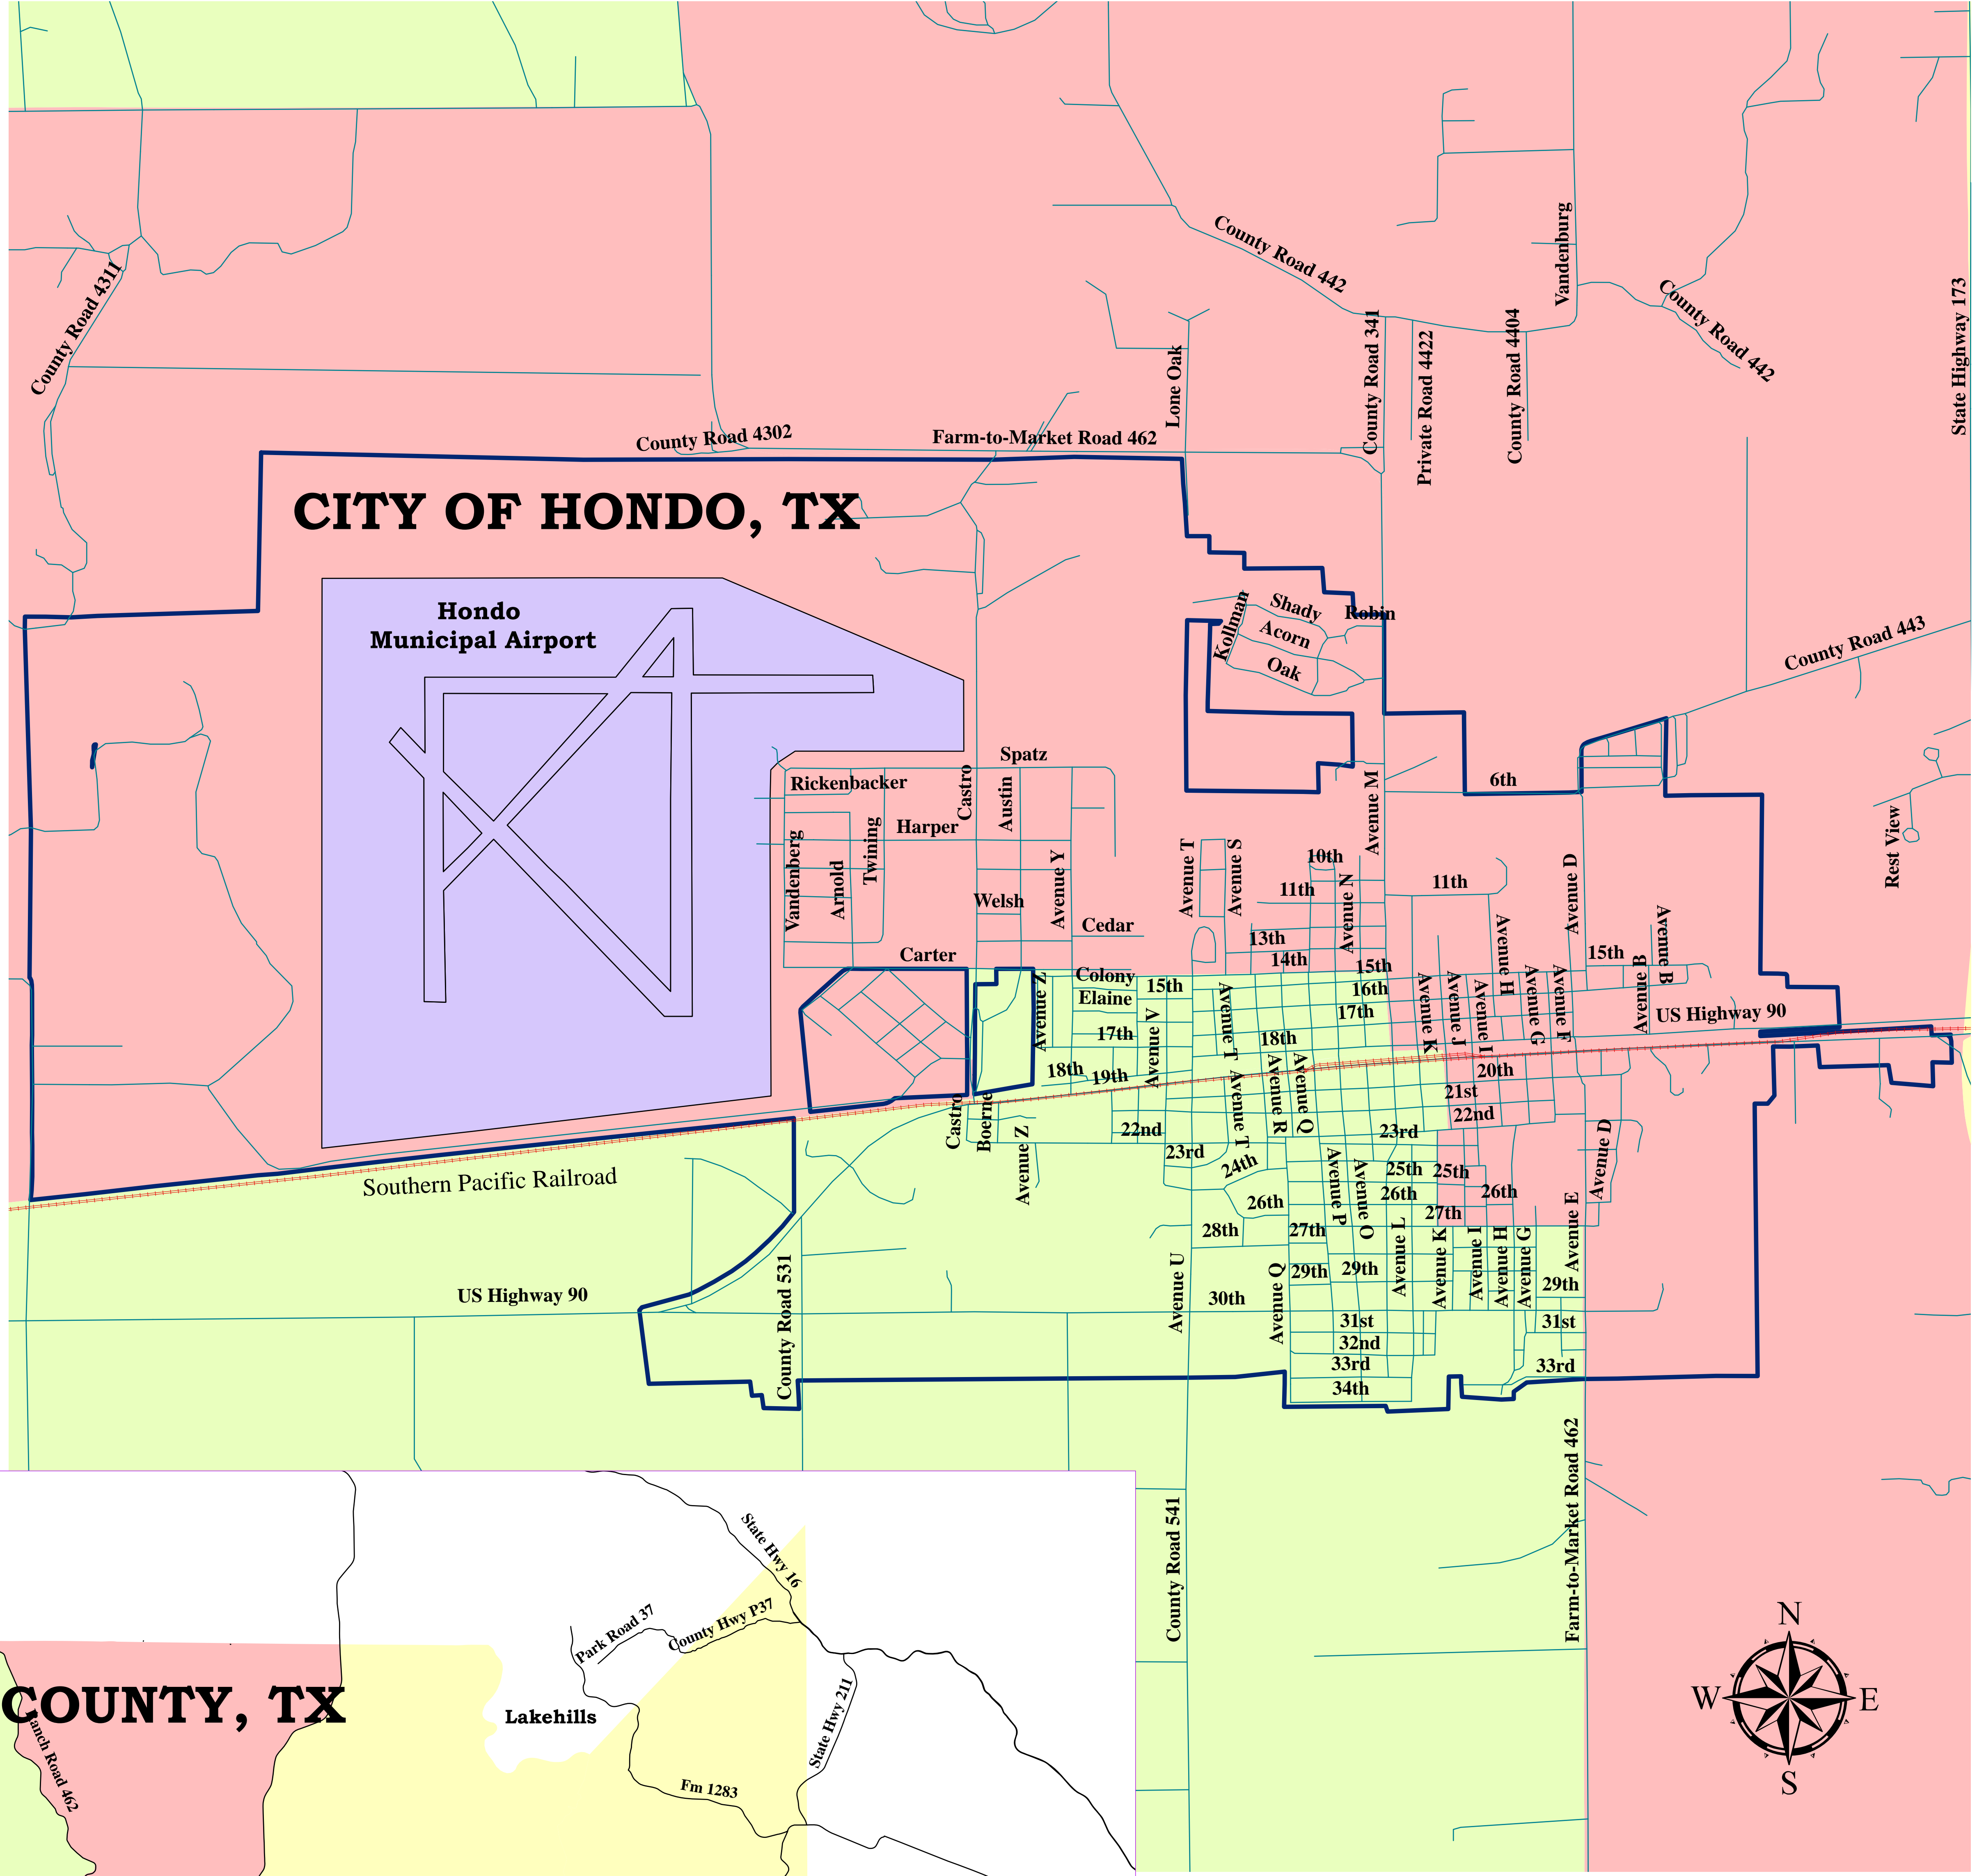 County Road 442
Vandenburg
County Road 4311
County Road 442
State Highway 173
County Road 341
Private Road 4422
County Road 4404
Lone Oak
County Road 4302
Farm-to-Market Road 462
CITY OF HONDO, TX
Hondo
Municipal Airport
Kollman
Shady
Robin
Acorn
Oak
County Road 443
Spatz
Rickenbacker
Castro
Austin
6th
Avenue M
Harper
Twining
Vandenberg
Arnold
Avenue Y
Welsh
Cedar
Carter
Avenue T
Avenue S
10th
11th
Avenue N
11th
Avenue D
Rest View
13th
14th
15th
Avenue H
15th
Avenue B
Avenue B
Colony
Elaine
15th
Avenue Z
16th
17th
17th
Avenue V
Avenue T
18th
Avenue K
Avenue J
Avenue I
Avenue G
Avenue F
US Highway 90
18th
19th
20th
21st
22nd
Avenue T
Avenue R
Avenue Q
Castro
Boerne
Avenue Z
22nd
23rd
23rd
24th
25th
25th
26th
26th
26th
27th
27th
28th
Avenue P
Avenue O
Avenue D
Avenue E
Southern Pacific Railroad
US Highway 90
County Road 531
Avenue U
Avenue Q
29th
29th
Avenue L
Avenue K
Avenue I
Avenue H
Avenue G
29th
30th
31st
31st
32nd
33rd
33rd
34th
County Road 541
Farm-to-Market Road 462
State Hwy 16
Park Road 37
County Hwy P37
COUNTY, TX
Lakehills
State Hwy 211
Ranch Road 462
Fm 1283
N
W
E
S